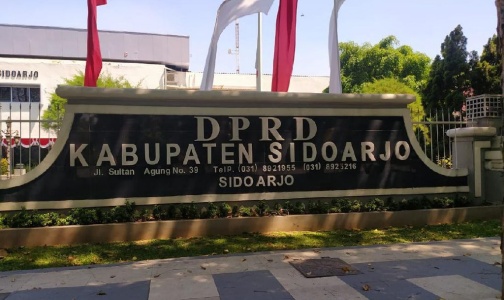 SIDOARJO
DPRD
KABUPATEN SIDOARJO
Jl. Sultan Agung No. 39 Telp. (031) 8921955 (031) 8923216
SIDOARJO